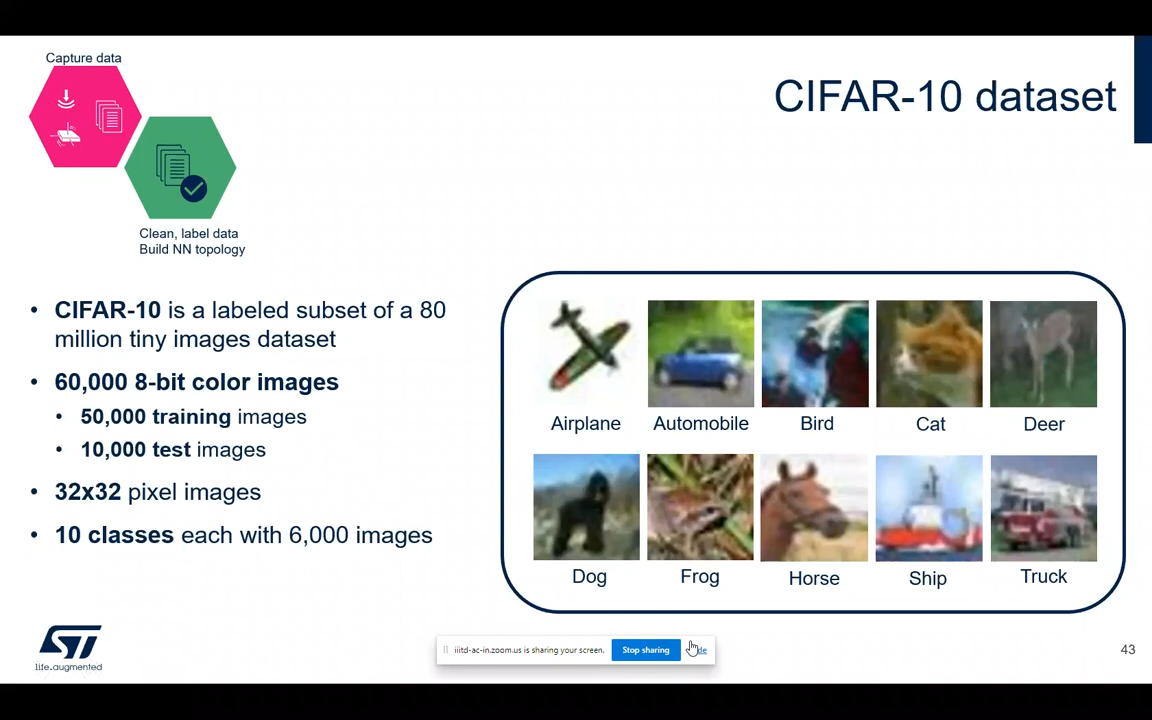 Capture data
CIFAR-10 dataset
Clean, label data
Build NN topology
• CIFAR-10 is a labeled subset of a 80
million tiny images dataset
• 60,000 8-bit color images
• 50,000 training images
• 10,000 test images
• 32x32 pixel images
• 10 classes each with 6,000 images
Airplane Automobile Bird Cat Deer
Dog Frog Horse Ship Truck
ST
life.augmented
iiitd-ac-in.zoom.us is sharing your screen. Stop sharing
43